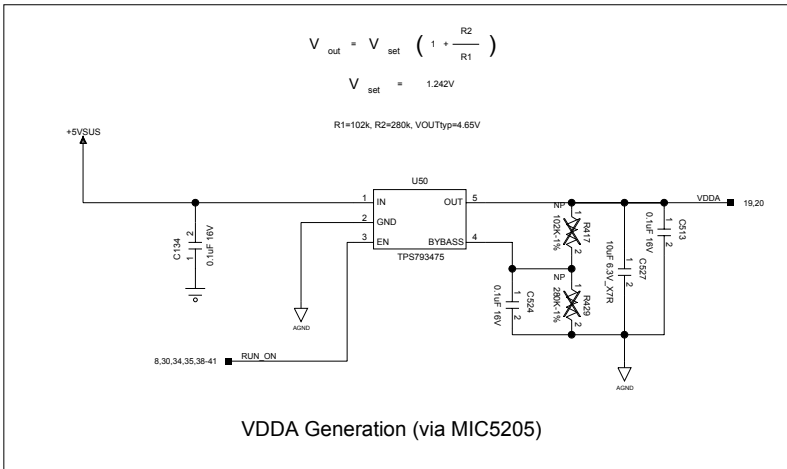 V out = V set ( 1 + R2 / R1 )
V set = 1.242V
R1=102k, R2=280k, VOUTtyp=4.65V
+5VSUS
U50
1 IN OUT 5
2 GND
3 EN BYBASS 4
TPS793475
VDDA 19,20
C134
2
1
0.1uF 16V
AGND
NP
102K-1%
1
2
R417
NP
280K-1%
1
2
R429
0.1uF 16V
1
2
C524
10uF 6.3V_X7R
1
2
C527
0.1uF 16V
1
2
C513
AGND
8,30,34,35,38-41 RUN_ON
VDDA Generation (via MIC5205)